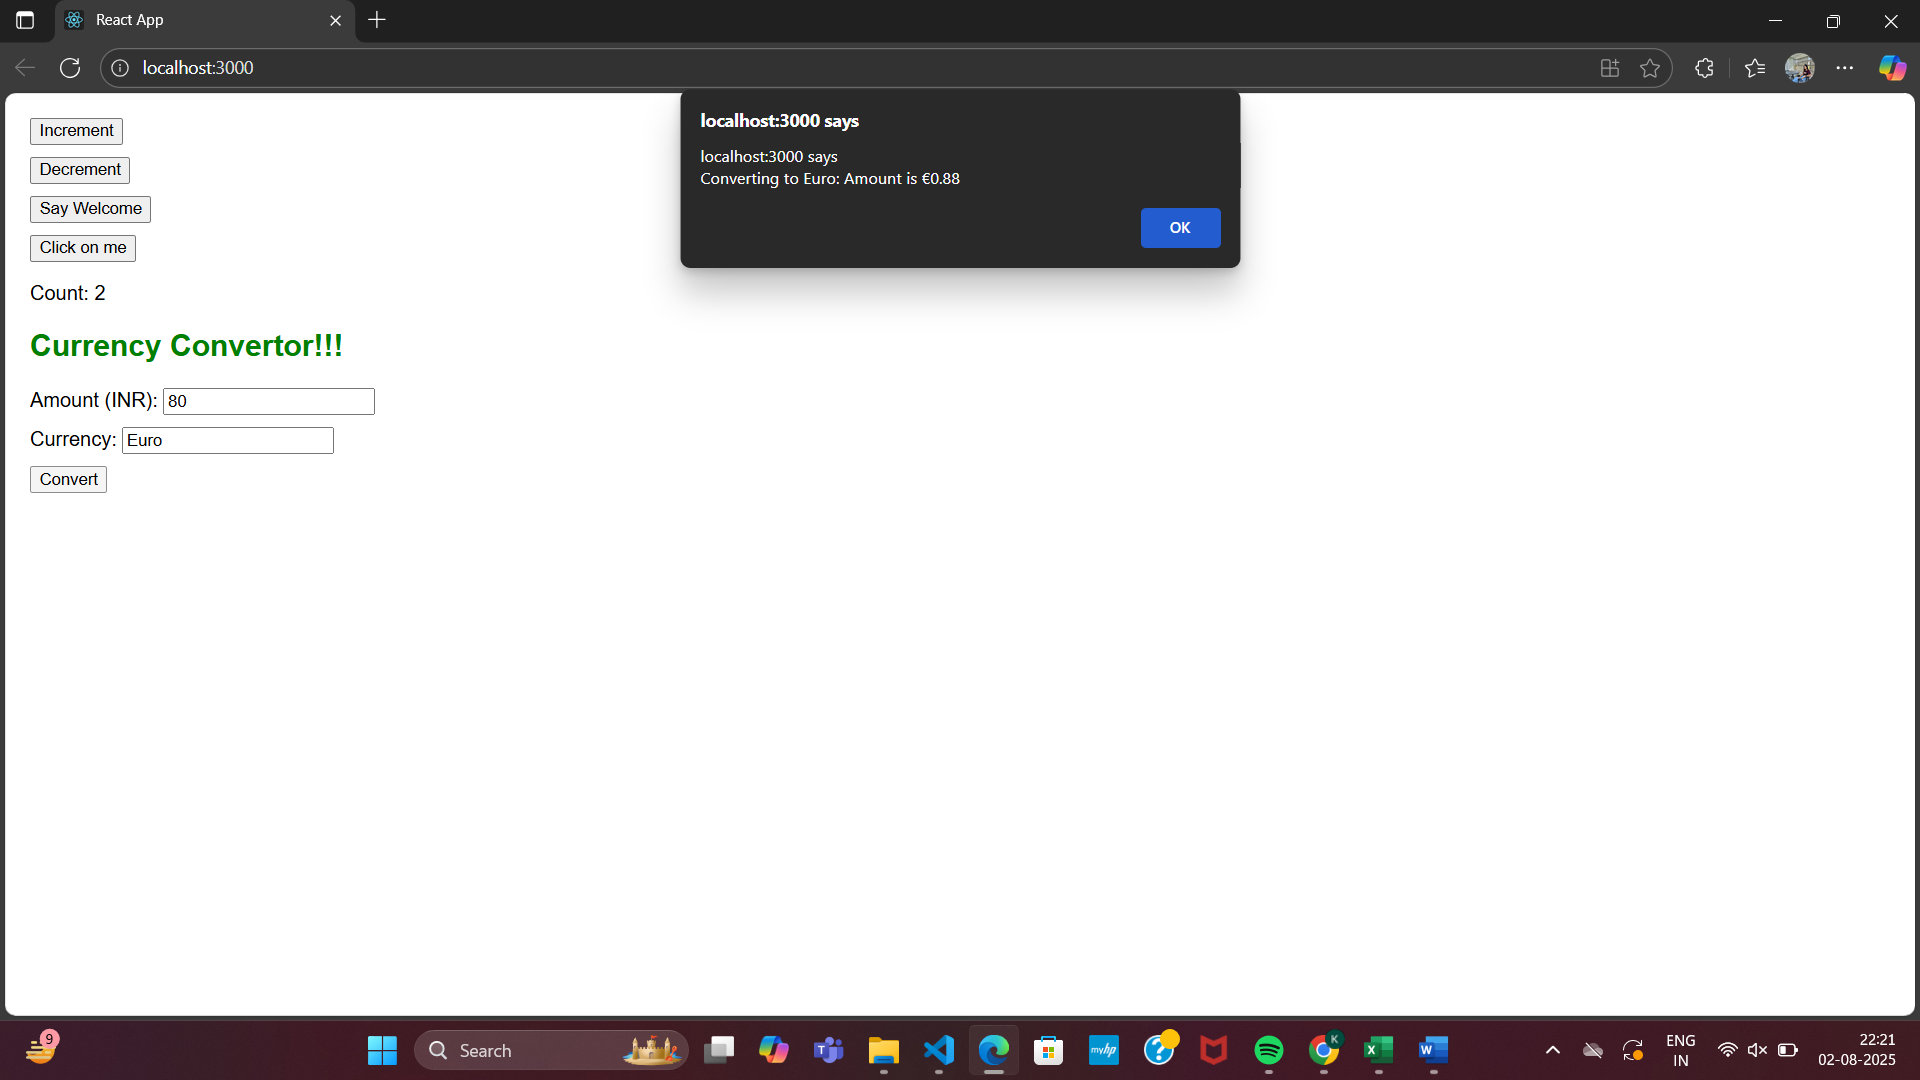 React App
localhost:3000
localhost:3000 says
localhost:3000 says
Converting to Euro: Amount is €0.88
OK
Increment
Decrement
Say Welcome
Click on me
Count: 2
Currency Convertor!!!
Amount (INR): 80
Currency: Euro
Convert
9
Search
T
myhp
?
K
X
W
ENG
IN
22:21
02-08-2025